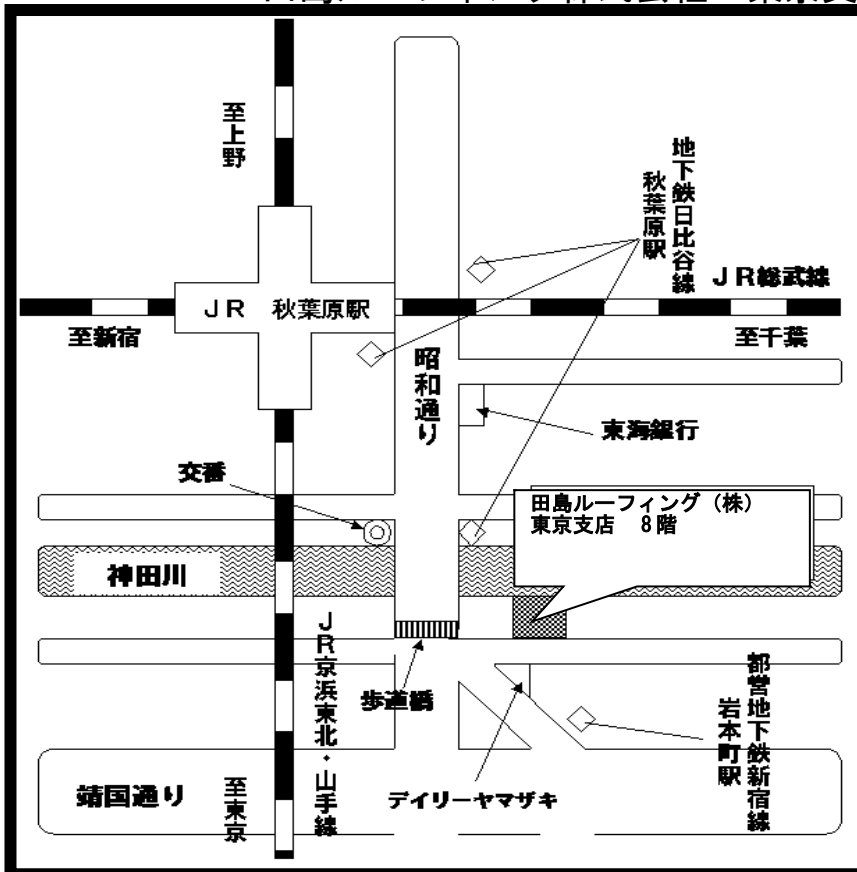 至上野
地下鉄日比谷線
秋葉原駅
JR総武線
JR 秋葉原駅
至新宿
至千葉
昭和通り
東海銀行
交番
田島ルーフィング（株）
東京支店 8階
神田川
JR京浜東北・山手線
歩道橋
都営地下鉄新宿線
岩本町駅
靖国通り
至東京
デイリーヤマザキ